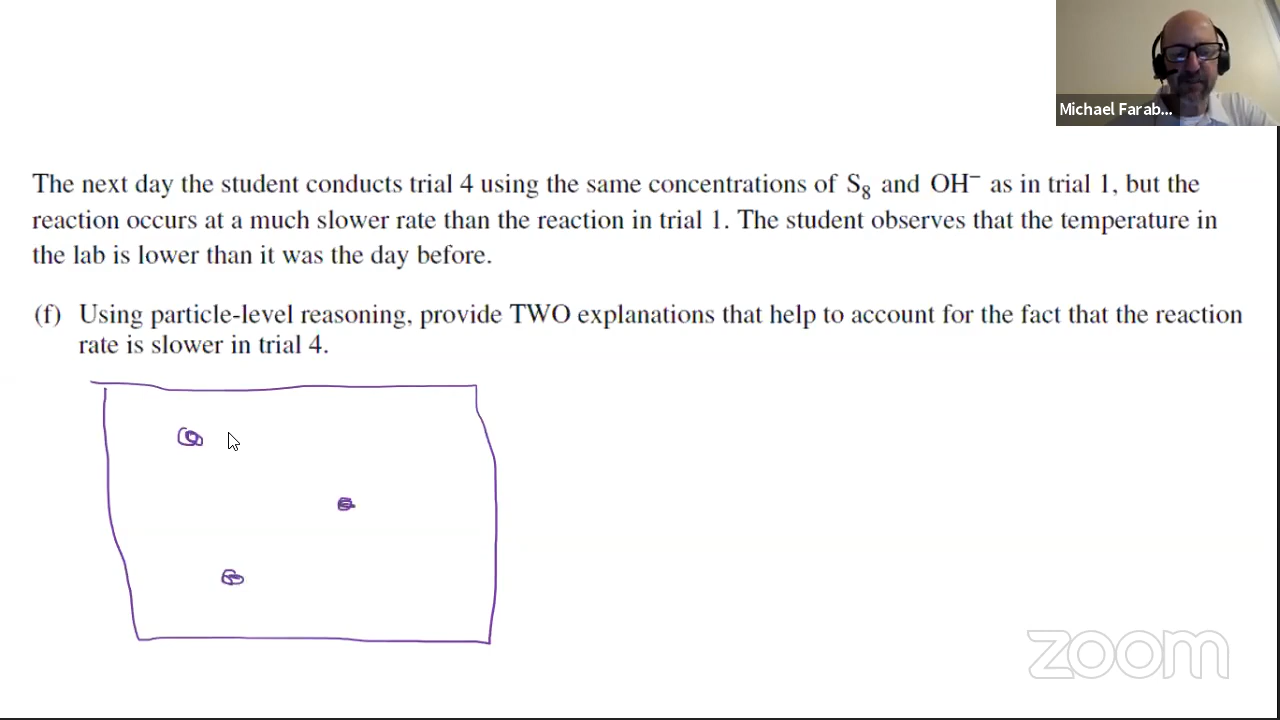 Michael Farab...
The next day the student conducts trial 4 using the same concentrations of S₈ and OH⁻ as in trial 1, but the
reaction occurs at a much slower rate than the reaction in trial 1. The student observes that the temperature in
the lab is lower than it was the day before.
(f) Using particle-level reasoning, provide TWO explanations that help to account for the fact that the reaction
rate is slower in trial 4.
zoom